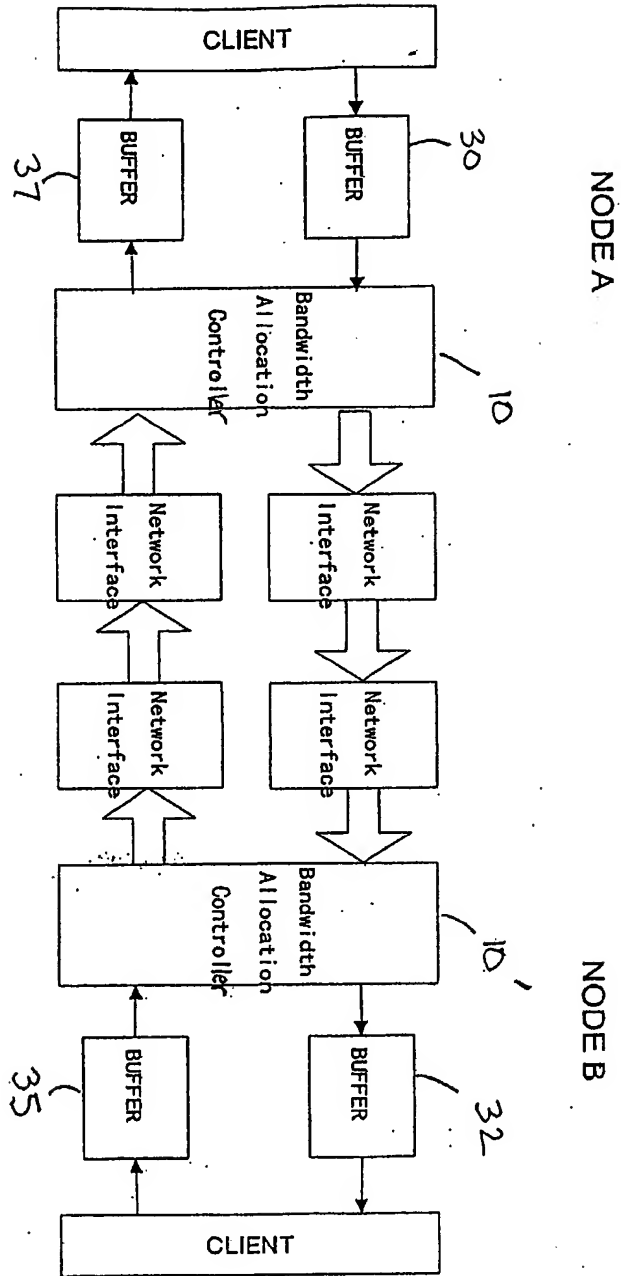 NODE A
NODE B
CLIENT
30
BUFFER
10
Bandwidth
Allocation
Controller
Network
Interface
Network
Interface
10'
Bandwidth
Allocation
Controller
32
BUFFER
CLIENT
37
BUFFER
Network
Interface
Network
Interface
35
BUFFER